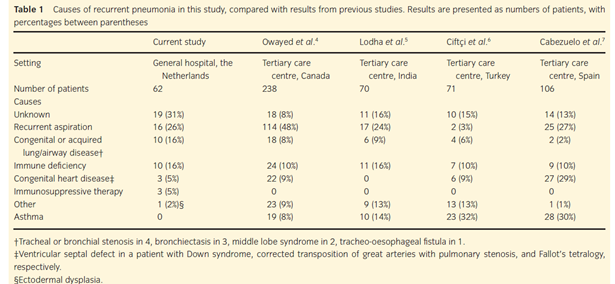 Table 1 Causes of recurrent pneumonia in this study, compared with results from previous studies. Results are presented as numbers of patients, with
percentages between parentheses
Current study Owayed et al.⁴ Lodha et al.⁵ Ciftçi et al.⁶ Cabezuelo et al.⁷
Setting General hospital, the Tertiary care Tertiary care Tertiary care Tertiary care
Netherlands centre, Canada centre, India centre, Turkey centre, Spain
Number of patients 62 238 70 71 106
Causes
Unknown 19 (31%) 18 (8%) 11 (16%) 10 (15%) 14 (13%)
Recurrent aspiration 16 (26%) 114 (48%) 17 (24%) 2 (3%) 25 (27%)
Congenital or acquired 10 (16%) 18 (8%) 6 (9%) 4 (6%) 2 (2%)
lung/airway disease†
Immune deficiency 10 (16%) 24 (10%) 11 (16%) 7 (10%) 9 (10%)
Congenital heart disease‡ 3 (5%) 22 (9%) 0 6 (9%) 27 (29%)
Immunosuppressive therapy 3 (5%) 0 0 0 0
Other 1 (2%)§ 23 (9%) 9 (13%) 13 (13%) 1 (1%)
Asthma 0 19 (8%) 10 (14%) 23 (32%) 28 (30%)
†Tracheal or bronchial stenosis in 4, bronchiectasis in 3, middle lobe syndrome in 2, tracheo-oesophageal fistula in 1.
‡Ventricular septal defect in a patient with Down syndrome, corrected transposition of great arteries with pulmonary stenosis, and Fallot's tetralogy,
respectively.
§Ectodermal dysplasia.